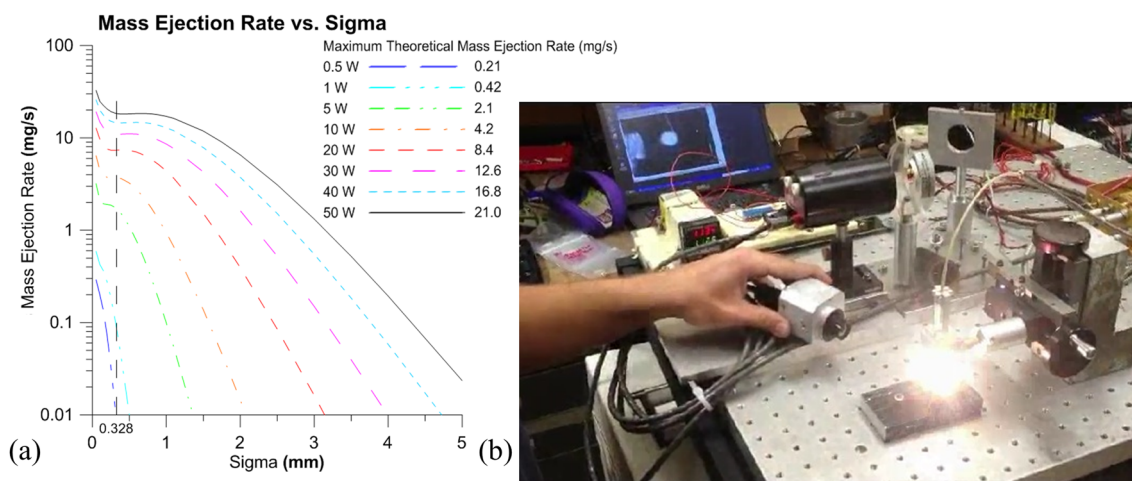 Mass Ejection Rate vs. Sigma
Maximum Theoretical Mass Ejection Rate (mg/s)
0.5 W 0.21
1 W 0.42
5 W 2.1
10 W 4.2
20 W 8.4
30 W 12.6
40 W 16.8
50 W 21.0
Mass Ejection Rate (mg/s)
100
10
1
0.1
0.01
0 1 2 3 4 5
0.328
Sigma (mm)
(a)
(b)